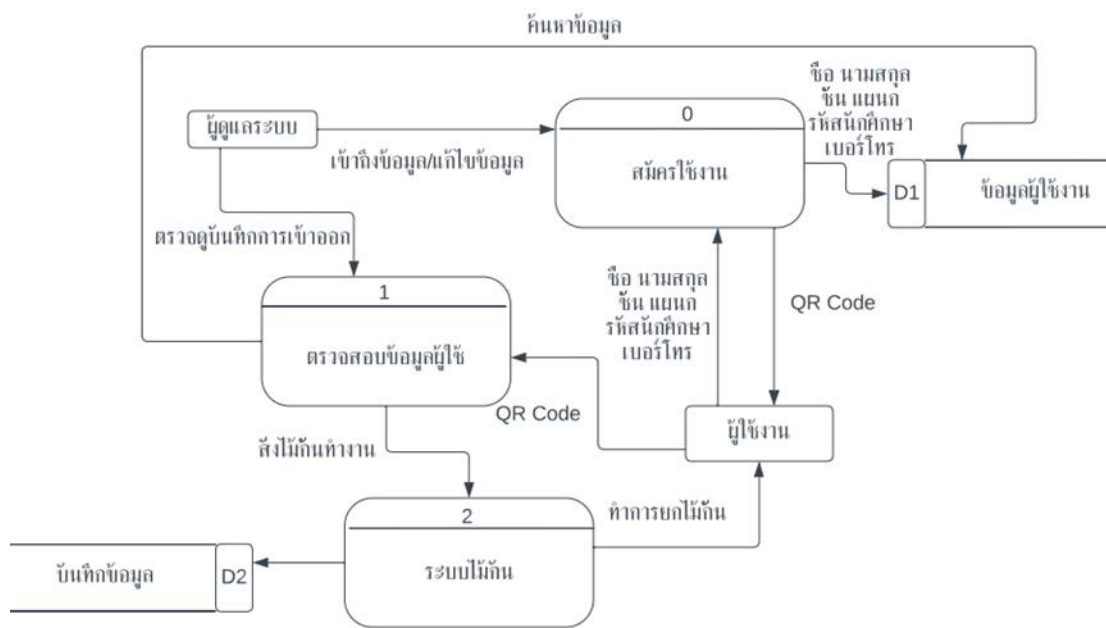 ค้นหาข้อมูล
ชื่อ นามสกุล
ชั้น แผนก
รหัสนักศึกษา
เบอร์โทร
0
ผู้ดูแลระบบ
เข้าถึงข้อมูล/แก้ไขข้อมูล
สมัครใช้งาน
D1
ข้อมูลผู้ใช้งาน
ตรวจดูบันทึกการเข้าออก
1
ตรวจสอบข้อมูลผู้ใช้
ชื่อ นามสกุล
ชั้น แผนก
รหัสนักศึกษา
เบอร์โทร
QR Code
QR Code
ผู้ใช้งาน
สั่งไม้กั้นทำงาน
2
ระบบไม้กั้น
ทำการยกไม้กั้น
บันทึกข้อมูล
D2